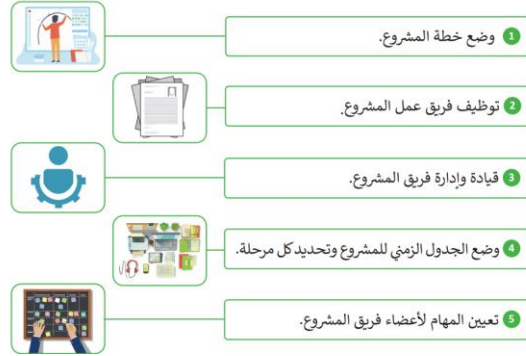 1 وضع خطة المشروع.
2 توظيف فريق عمل المشروع.
3 قيادة وإدارة فريق المشروع.
4 وضع الجدول الزمني للمشروع وتحديد كل مرحلة.
5 تعيين المهام لأعضاء فريق المشروع.